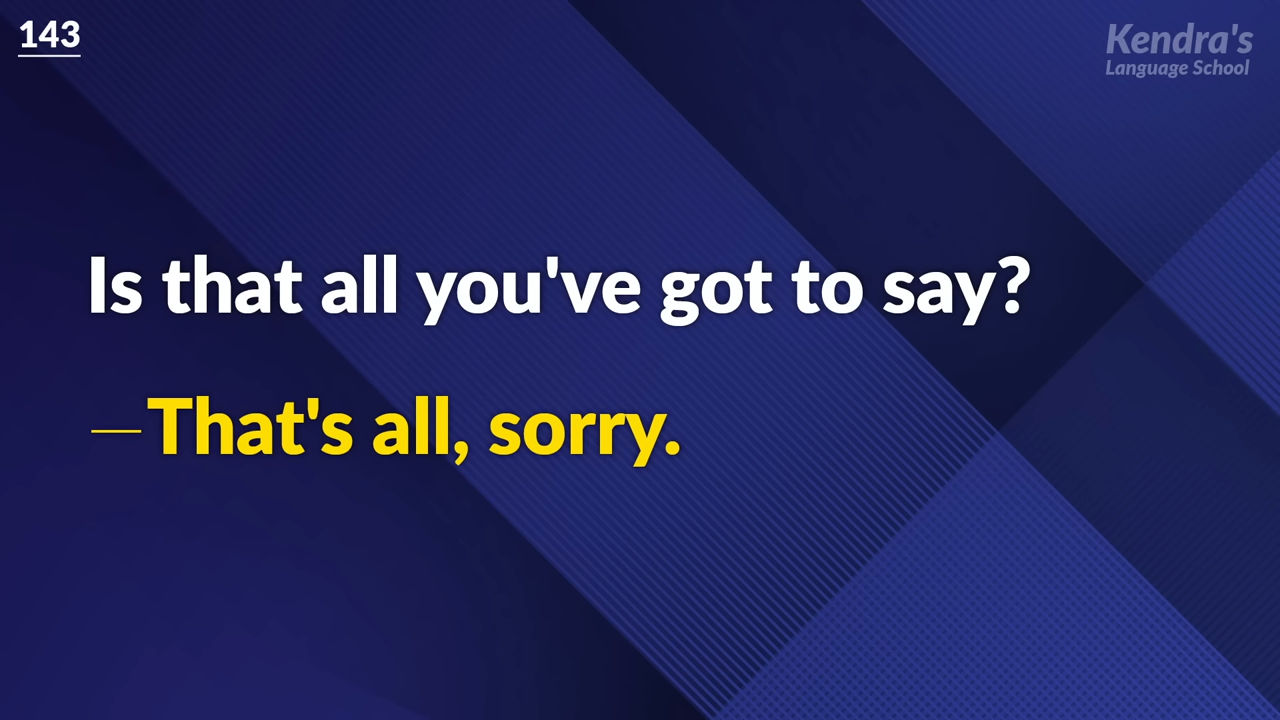 143
Kendra's
Language School
Is that all you've got to say?
—That's all, sorry.